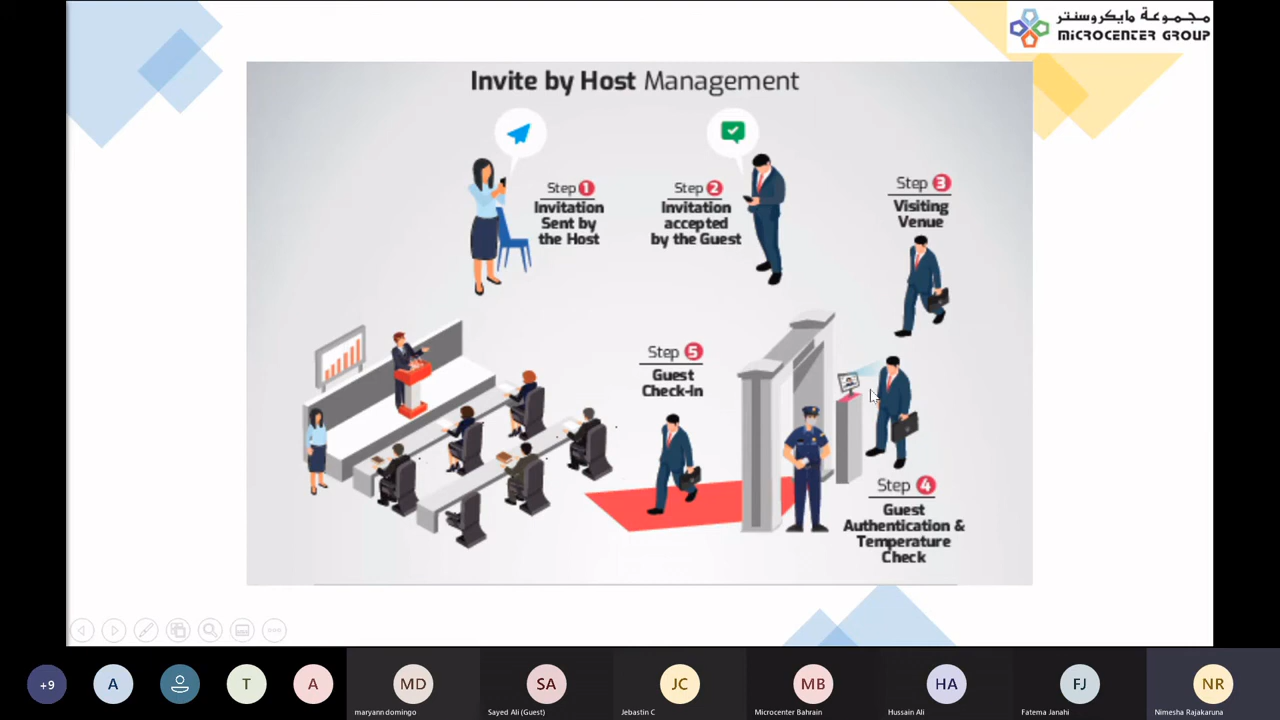 مجموعة مايكروسنتر
MICROCENTER GROUP
Invite by Host Management
Step 1
Invitation
Sent by
the Host
Step 2
Invitation
accepted
by the Guest
Step 3
Visiting
Venue
Step 5
Guest
Check-In
Step 4
Guest
Authentication &
Temperature
Check
+9
A
T
A
MD
SA
JC
MB
HA
FJ
NR
maryann domingo
Sayed Ali (Guest)
Jebastin C
Microcenter Bahrain
Hussain Ali
Fatema Janahi
Nimesha Rajakaruna